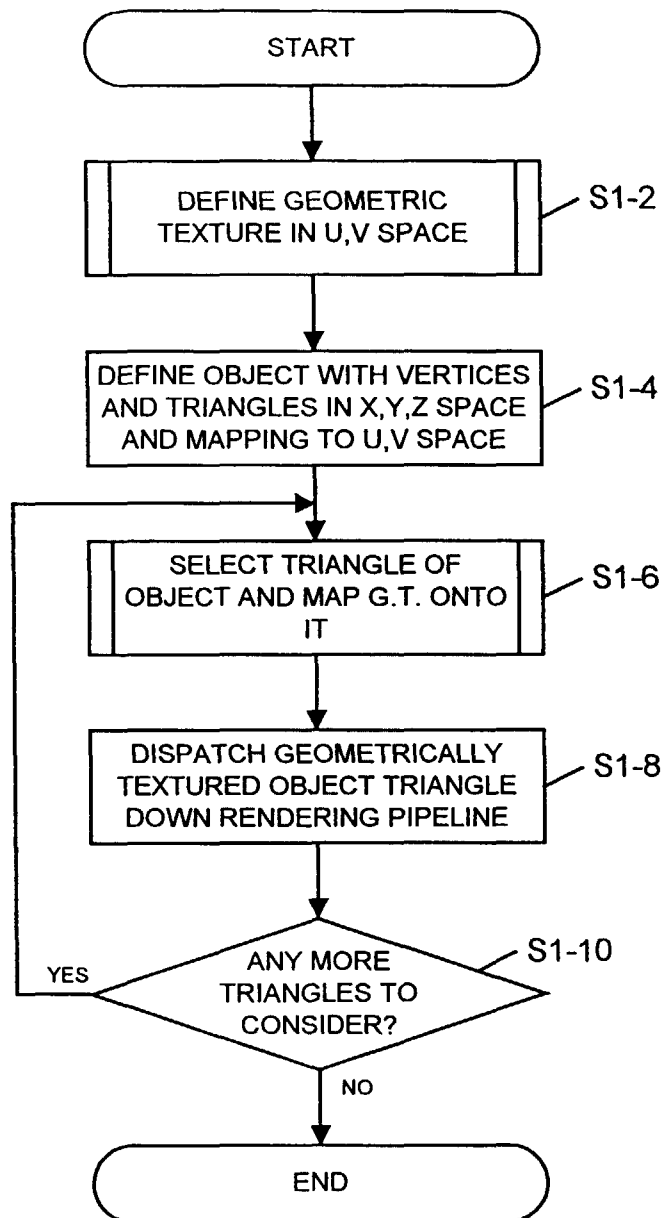 START
DEFINE GEOMETRIC
TEXTURE IN U,V SPACE
S1-2
DEFINE OBJECT WITH VERTICES
AND TRIANGLES IN X,Y,Z SPACE
AND MAPPING TO U,V SPACE
S1-4
SELECT TRIANGLE OF
OBJECT AND MAP G.T. ONTO
IT
S1-6
DISPATCH GEOMETRICALLY
TEXTURED OBJECT TRIANGLE
DOWN RENDERING PIPELINE
S1-8
ANY MORE
TRIANGLES TO
CONSIDER?
S1-10
YES
NO
END